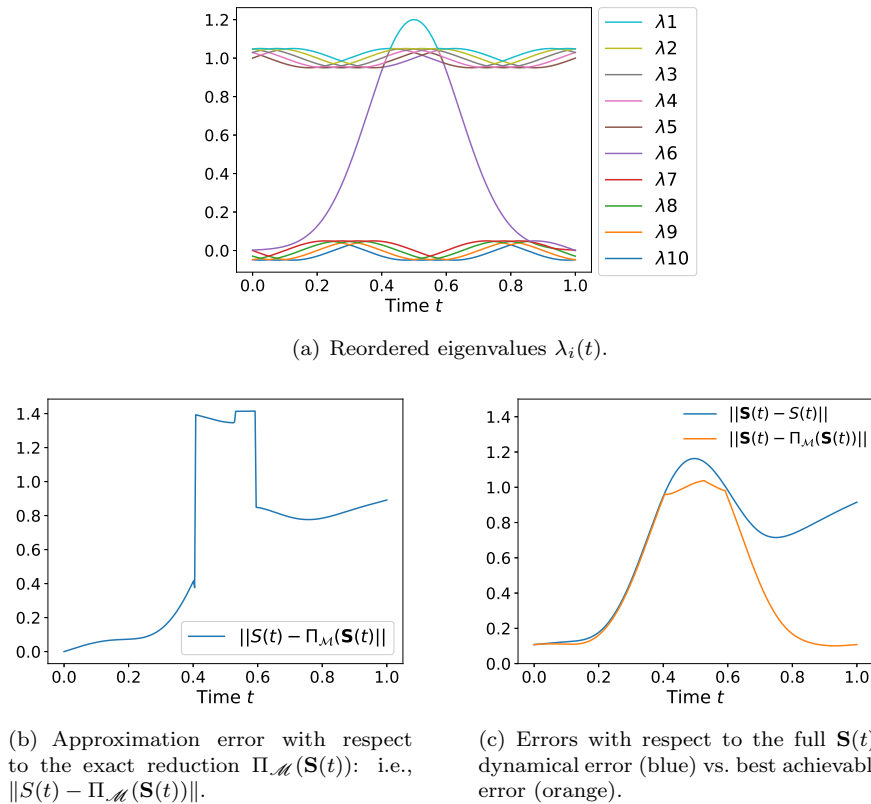 1.2
1.0
0.8
0.6
0.4
0.2
0.0
0.0 0.2 0.4 0.6 0.8 1.0
Time t
λ1
λ2
λ3
λ4
λ5
λ6
λ7
λ8
λ9
λ10
(a) Reordered eigenvalues λi(t).
1.4
1.2
1.0
0.8
0.6
0.4
0.2
0.0
||S(t) − Πℳ(S(t)||
0.0 0.2 0.4 0.6 0.8 1.0
Time t
(b) Approximation error with respect
to the exact reduction Πℳ(S(t)): i.e.,
‖S(t) − Πℳ(S(t))‖.
||S(t) − S(t)||
||S(t) − Πℳ(S(t))||
1.4
1.2
1.0
0.8
0.6
0.4
0.2
0.0
0.0 0.2 0.4 0.6 0.8 1.0
Time t
(c) Errors with respect to the full S(t)
dynamical error (blue) vs. best achievabl
error (orange).